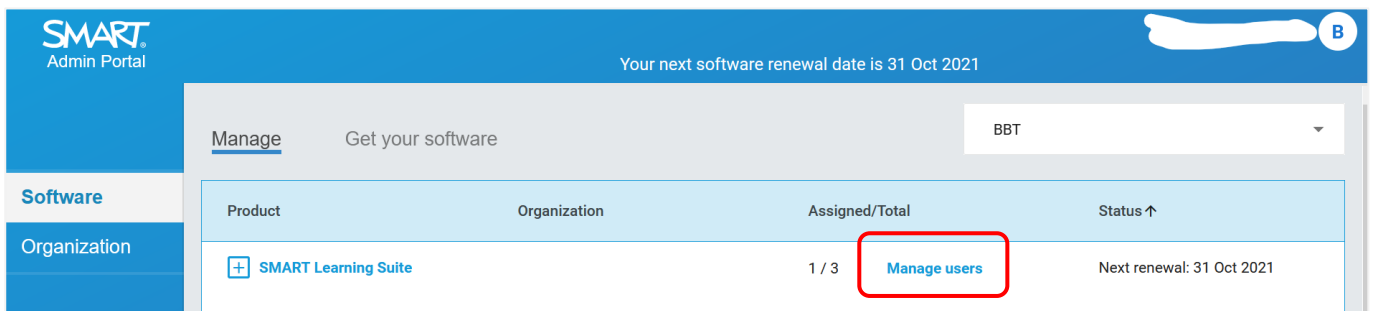 SMART
Admin Portal
B
Your next software renewal date is 31 Oct 2021
Manage
Get your software
BBT
Software
Organization
Product
Organization
Assigned/Total
Status
SMART Learning Suite
1 / 3
Manage users
Next renewal: 31 Oct 2021